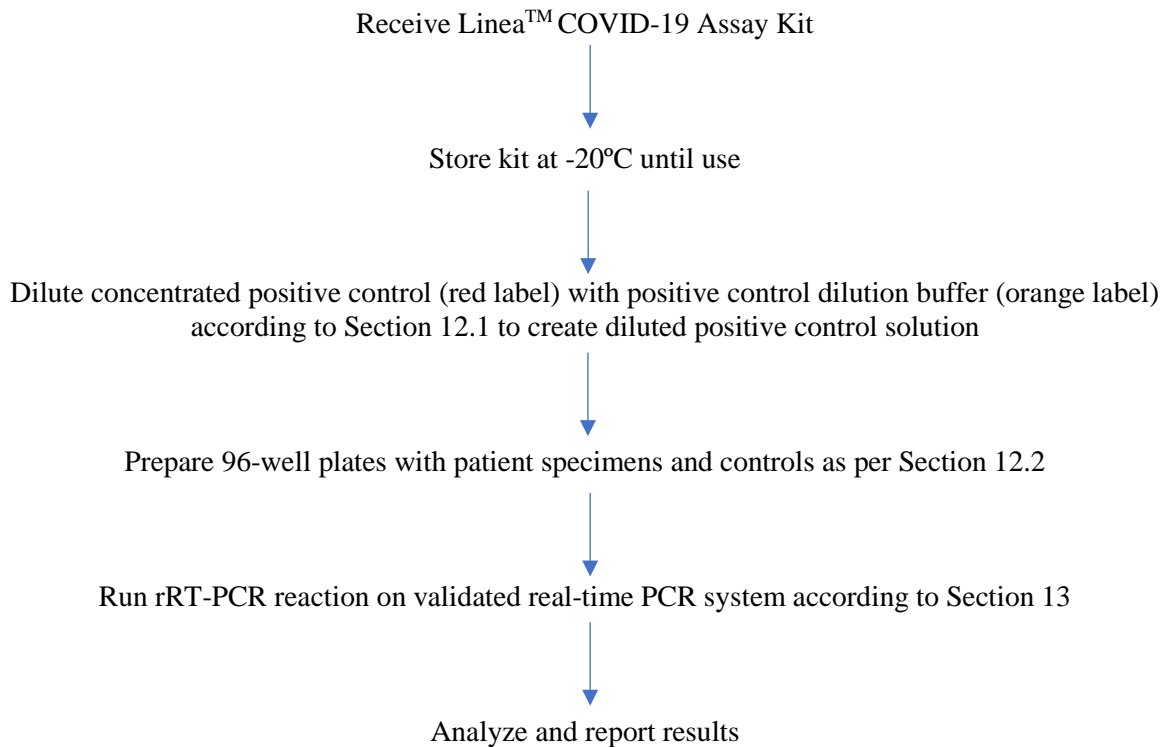 Receive Linea™ COVID-19 Assay Kit
Store kit at -20ºC until use
Dilute concentrated positive control (red label) with positive control dilution buffer (orange label)
according to Section 12.1 to create diluted positive control solution
Prepare 96-well plates with patient specimens and controls as per Section 12.2
Run rRT-PCR reaction on validated real-time PCR system according to Section 13
Analyze and report results